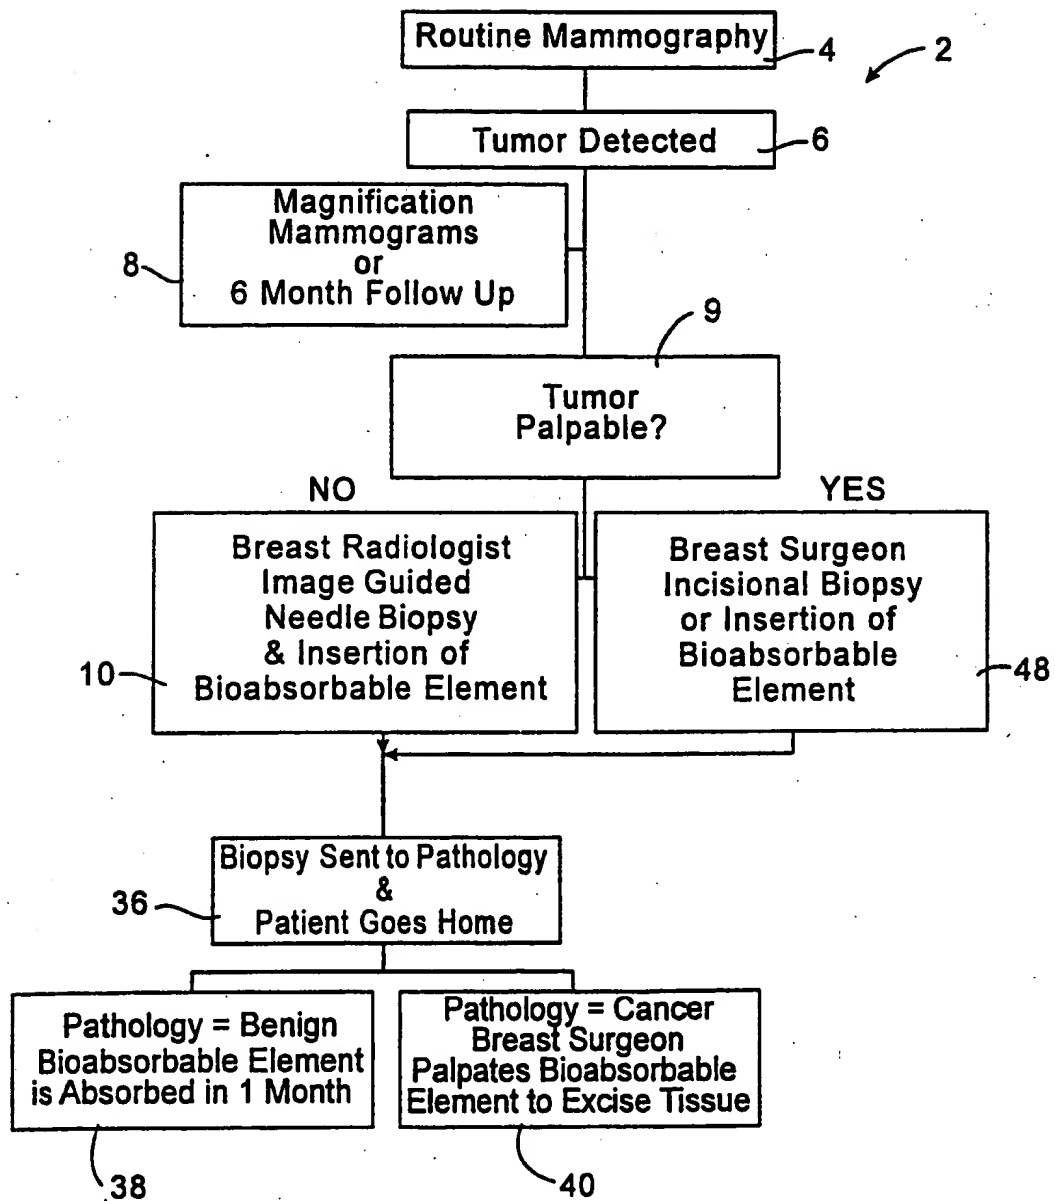 Routine Mammography
4
2
Tumor Detected
6
Magnification
Mammograms
or
6 Month Follow Up
8
9
Tumor
Palpable?
NO
YES
Breast Radiologist
Image Guided
Needle Biopsy
& Insertion of
Bioabsorbable Element
10
Breast Surgeon
Incisional Biopsy
or Insertion of
Bioabsorbable
Element
48
Biopsy Sent to Pathology
&
Patient Goes Home
36
Pathology = Benign
Bioabsorbable Element
is Absorbed in 1 Month
38
Pathology = Cancer
Breast Surgeon
Palpates Bioabsorbable
Element to Excise Tissue
40